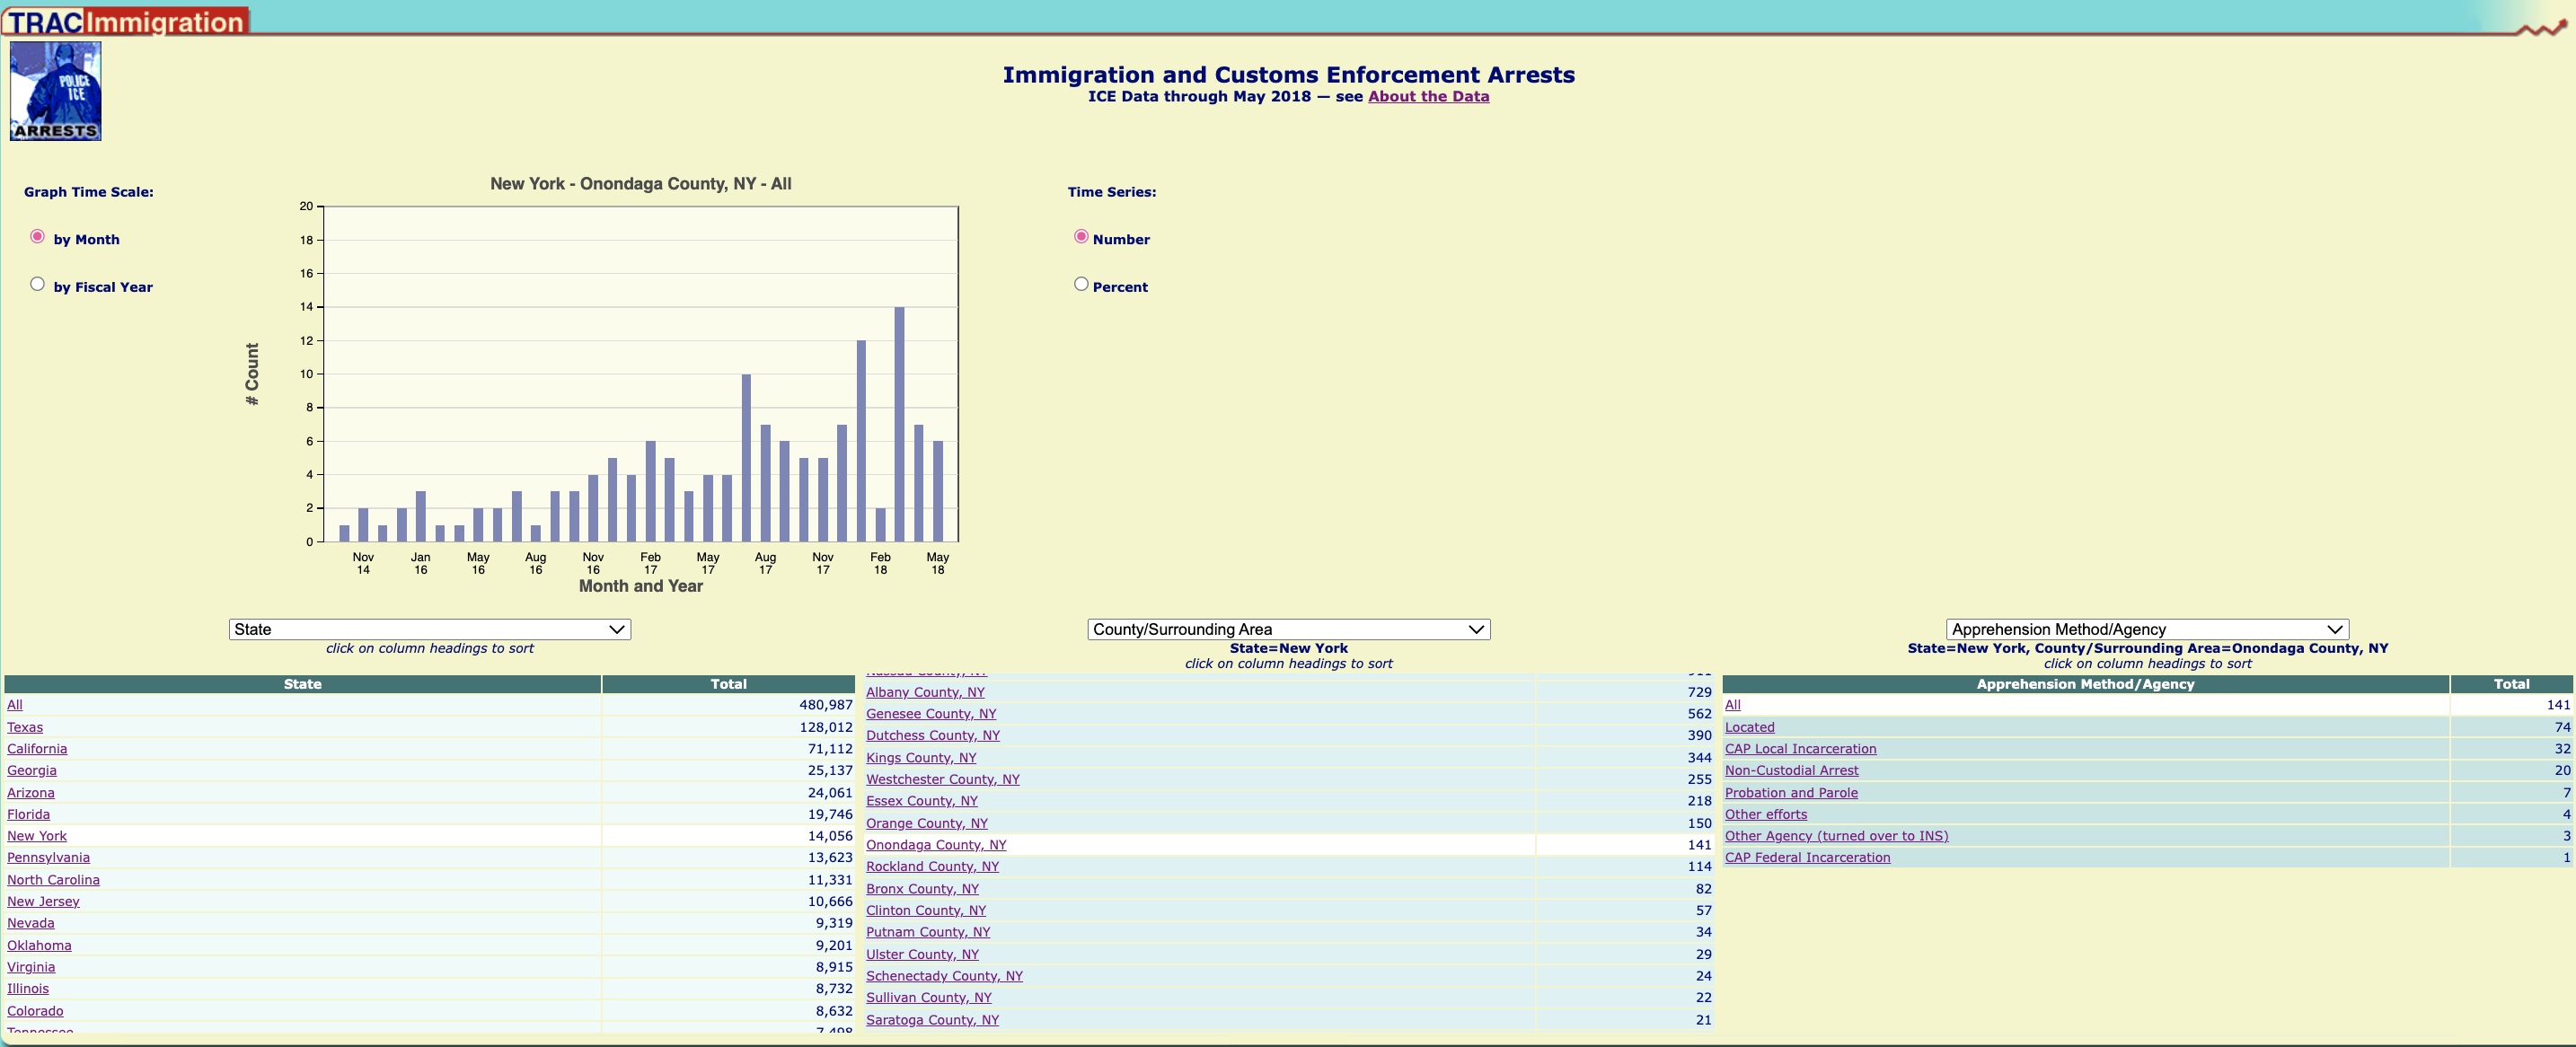 TRAC Immigration
POLICE
ICE
ARRESTS
Immigration and Customs Enforcement Arrests
ICE Data through May 2018 — see About the Data
Graph Time Scale:
by Month
by Fiscal Year
New York - Onondaga County, NY - All
# Count
20
18
16
14
12
10
8
6
4
2
0
Nov Jan May Aug Nov Feb May Aug Nov Feb May
14 16 16 16 16 17 17 17 17 18 18
Month and Year
Time Series:
Number
Percent
State
click on column headings to sort
State Total
All 480,987
Texas 128,012
California 71,112
Georgia 25,137
Arizona 24,061
Florida 19,746
New York 14,056
Pennsylvania 13,623
North Carolina 11,331
New Jersey 10,666
Nevada 9,319
Oklahoma 9,201
Virginia 8,915
Illinois 8,732
Colorado 8,632
Tennessee 7,498
County/Surrounding Area
State=New York
click on column headings to sort
Albany County, NY 729
Genesee County, NY 562
Dutchess County, NY 390
Kings County, NY 344
Westchester County, NY 255
Essex County, NY 218
Orange County, NY 150
Onondaga County, NY 141
Rockland County, NY 114
Bronx County, NY 82
Clinton County, NY 57
Putnam County, NY 34
Ulster County, NY 29
Schenectady County, NY 24
Sullivan County, NY 22
Saratoga County, NY 21
Apprehension Method/Agency
State=New York, County/Surrounding Area=Onondaga County, NY
click on column headings to sort
Apprehension Method/Agency Total
All 141
Located 74
CAP Local Incarceration 32
Non-Custodial Arrest 20
Probation and Parole 7
Other efforts 4
Other Agency (turned over to INS) 3
CAP Federal Incarceration 1